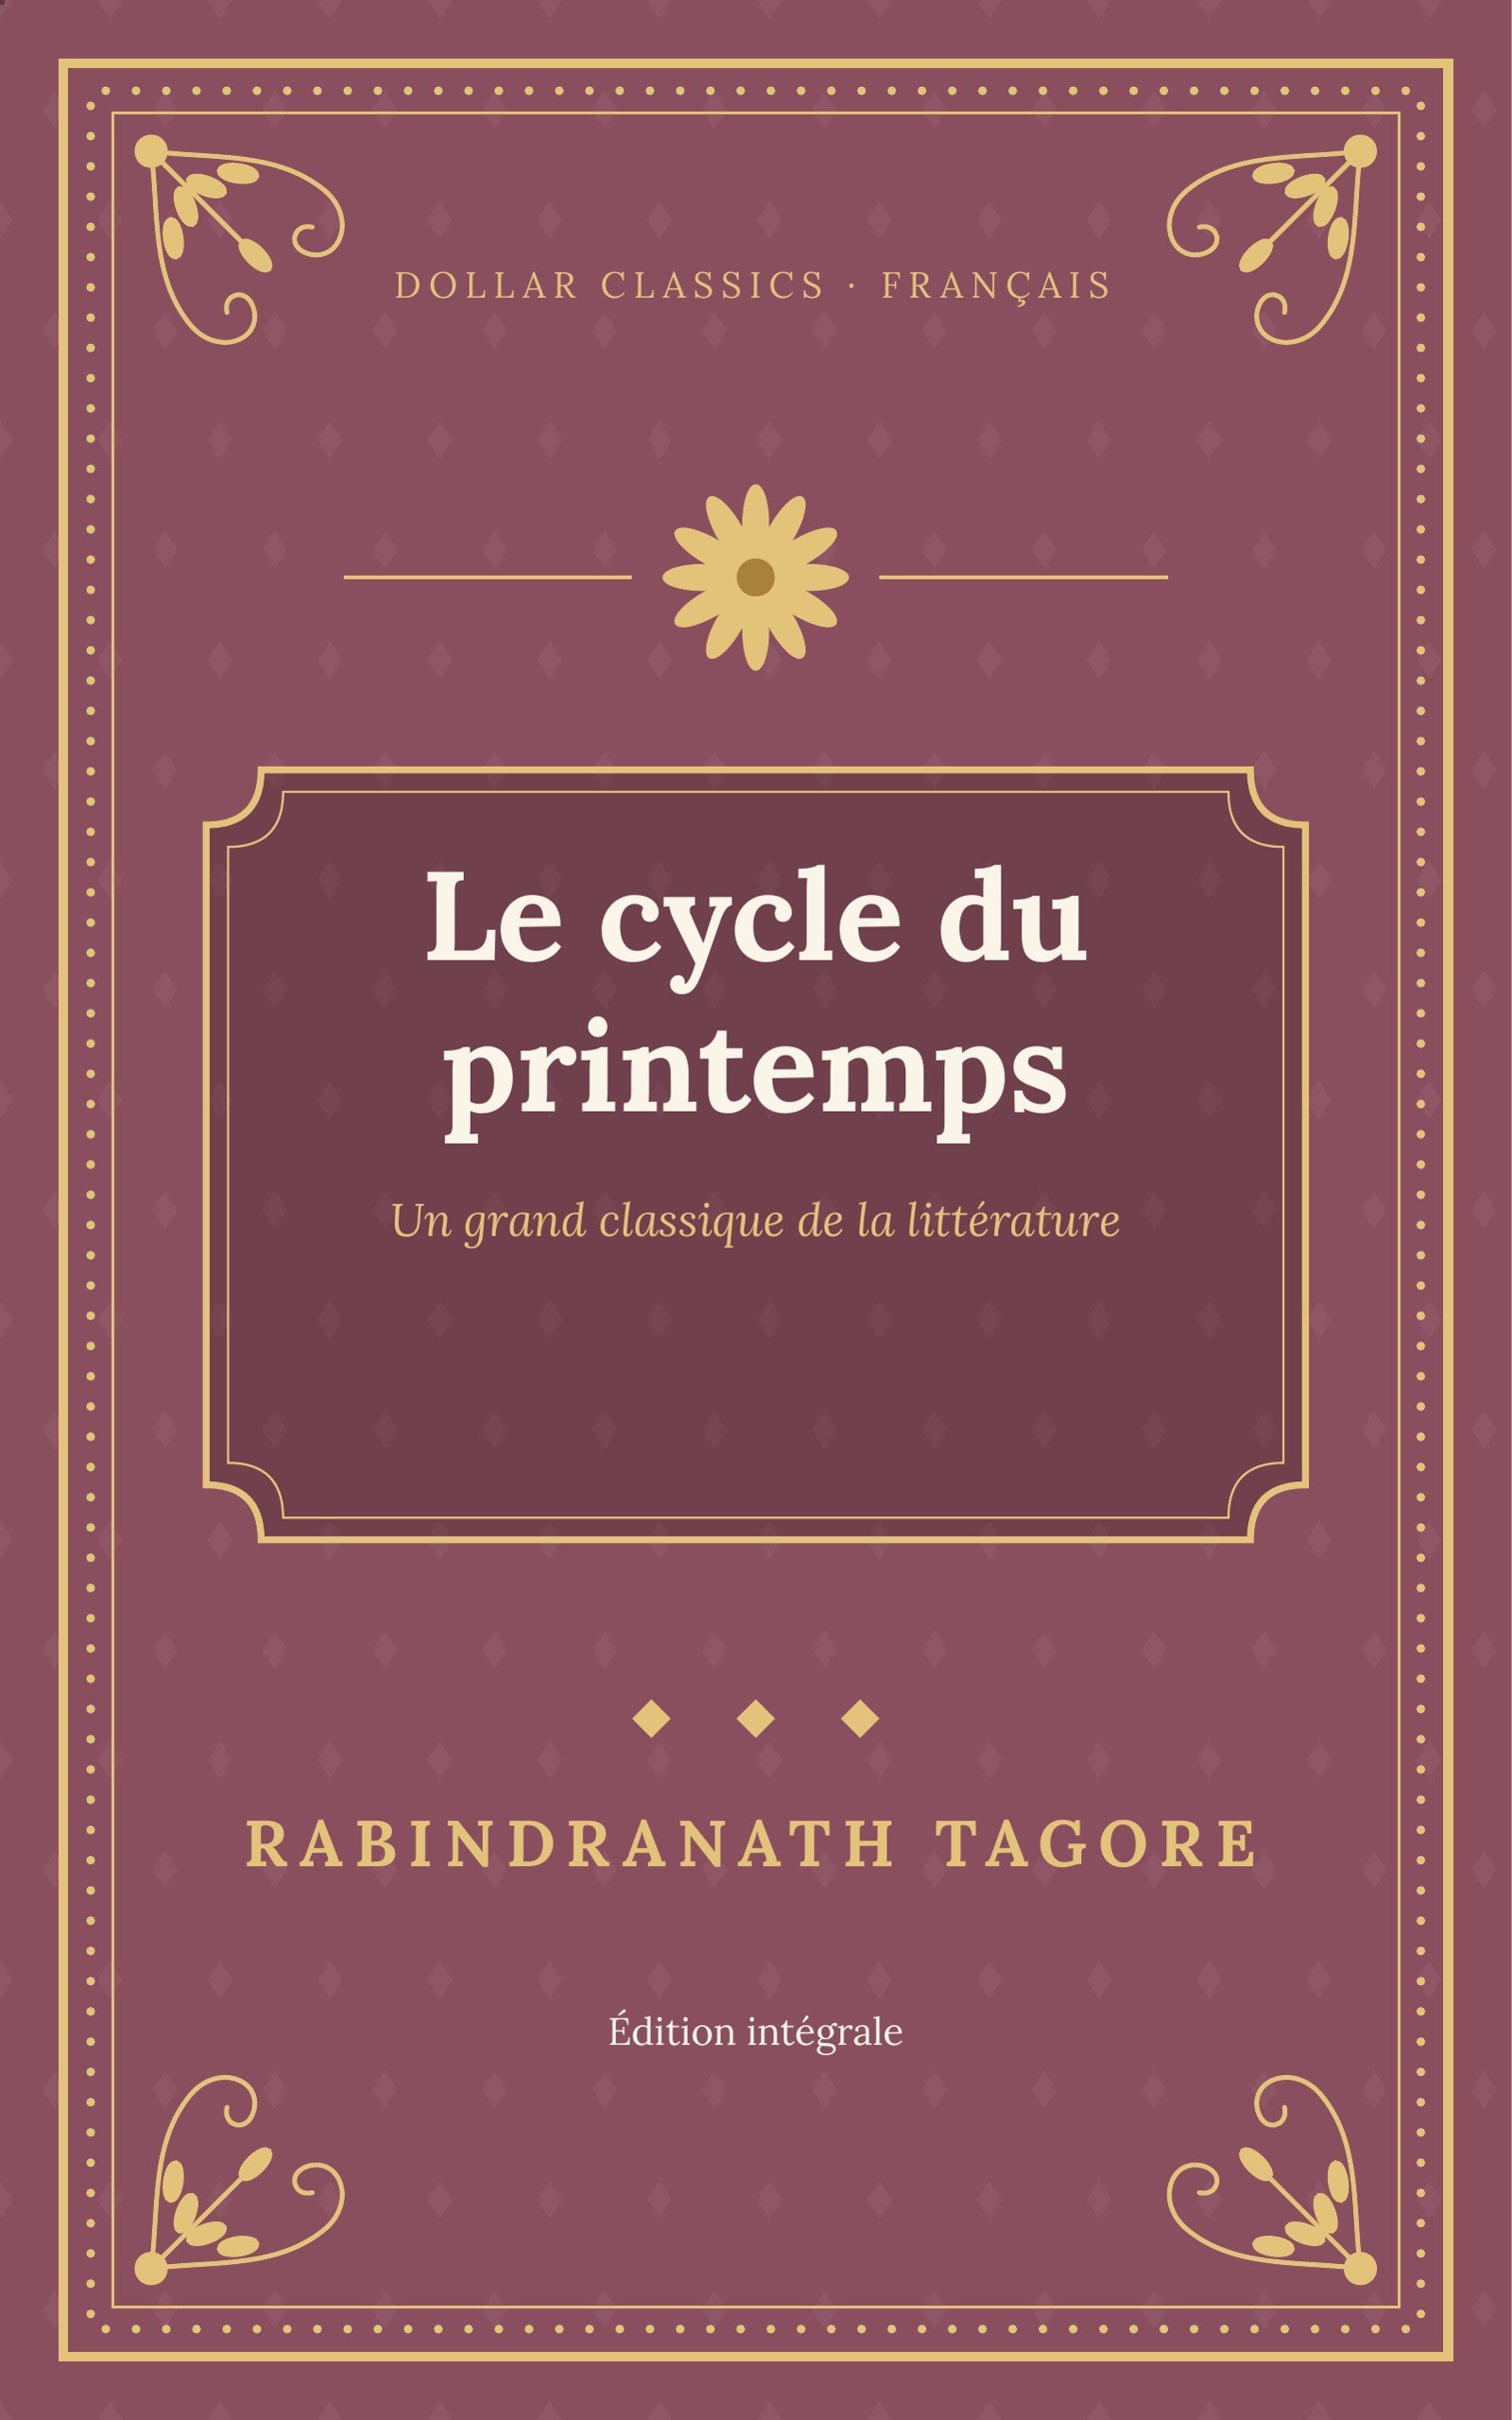 DOLLAR CLASSICS · FRANÇAIS
Le cycle du
printemps
Un grand classique de la littérature
RABINDRANATH TAGORE
Édition intégrale